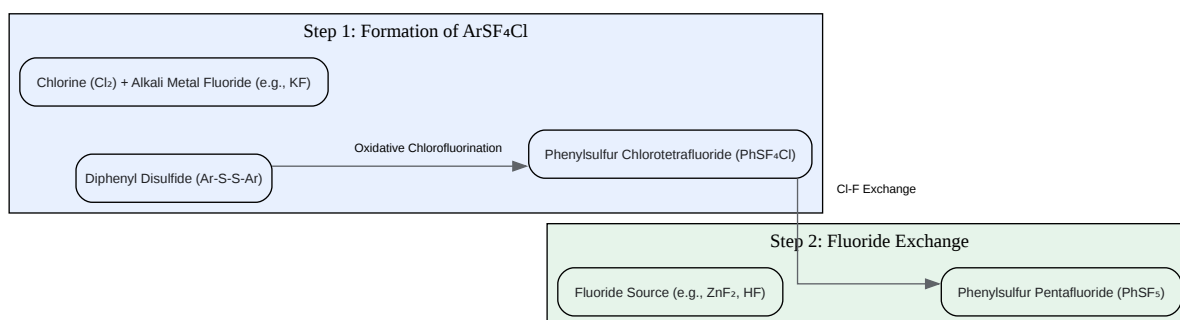 Step 1: Formation of ArSF₄Cl
Chlorine (Cl₂) + Alkali Metal Fluoride (e.g., KF)
Oxidative Chlorofluorination
Phenylsulfur Chlorotetrafluoride (PhSF₄Cl)
Diphenyl Disulfide (Ar-S-S-Ar)
Cl-F Exchange
Step 2: Fluoride Exchange
Fluoride Source (e.g., ZnF₂, HF)
Phenylsulfur Pentafluoride (PhSF₅)